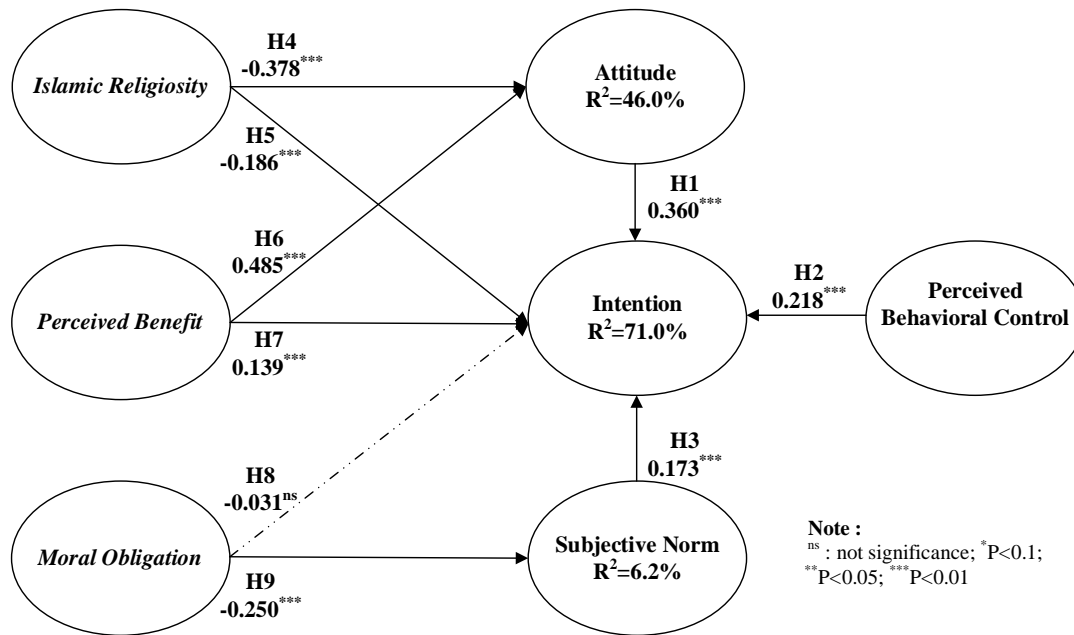 H4
-0.378***
Islamic Religiosity
Attitude
R²=46.0%
H5
-0.186***
H1
0.360***
H6
0.485***
Perceived Benefit
H7
0.139***
Intention
R²=71.0%
H2
0.218***
Perceived
Behavioral Control
H8
-0.031ns
H3
0.173***
Moral Obligation
H9
-0.250***
Subjective Norm
R²=6.2%
Note :
ns : not significance; *P<0.1;
**P<0.05; ***P<0.01